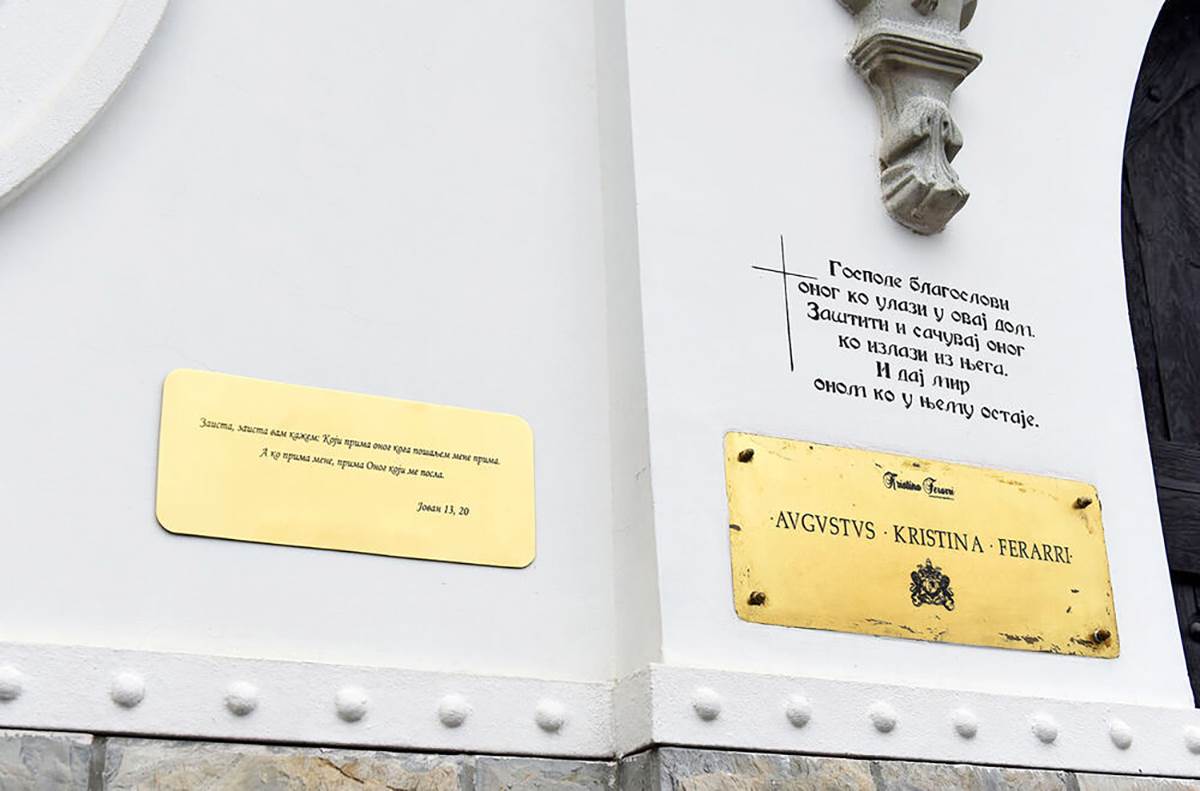 Заиста, заиста вам кажем: Који прима оног кога пошаљем мене прима.
А ко прима мене, прима Оног који ме посла.
Јован 13, 20
Господе благослови
оног ко улази у овај дом.
Заштити и сачувај оног
ко излази из њега.
И дај мир
оном ко у њему остаје.
Kristina Ferarri
·AVGVSTVS · KRISTINA · FERARRI·